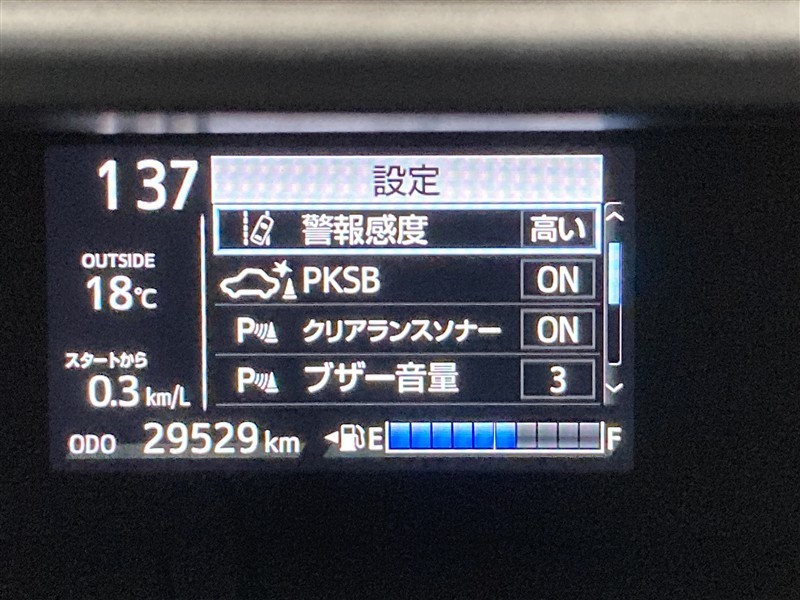 1 37
設定
警報感度 高い
OUTSIDE
18℃
PKSB ON
P クリアランスソナー ON
スタートから
0.3 km/L
P ブザー音量 3
ODO 29529 km E F